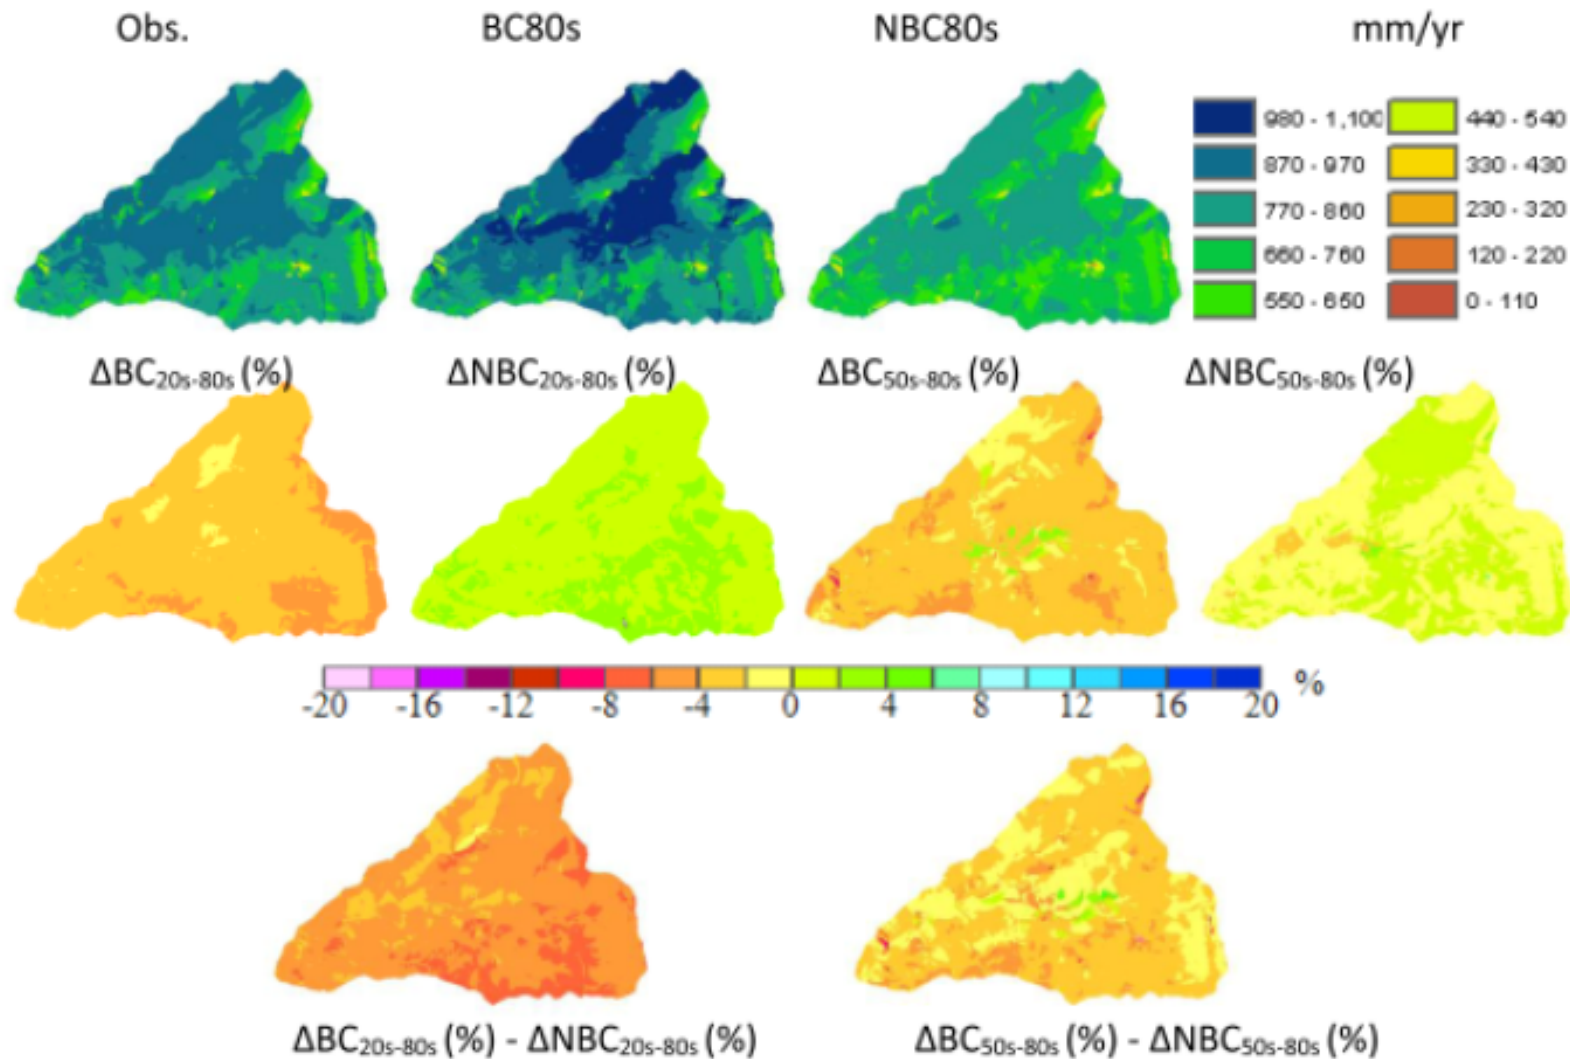 Obs. BC80s NBC80s mm/yr
980 - 1,100 440 - 540
870 - 970 330 - 430
770 - 860 230 - 320
660 - 760 120 - 220
550 - 650 0 - 110
ΔBC20s-80s (%) ΔNBC20s-80s (%) ΔBC50s-80s (%) ΔNBC50s-80s (%)
%
-20 -16 -12 -8 -4 0 4 8 12 16 20
ΔBC20s-80s (%) - ΔNBC20s-80s (%) ΔBC50s-80s (%) - ΔNBC50s-80s (%)